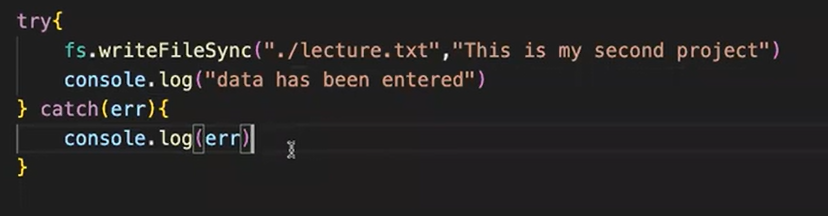 try{
    fs.writeFileSync("./lecture.txt","This is my second project")
    console.log("data has been entered")
} catch(err){
    console.log(err)
}